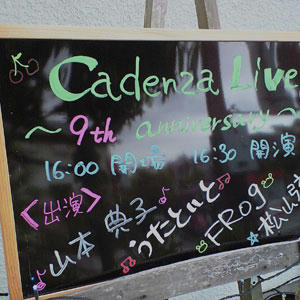 Cadenza Live
～9th anniversary～
16:00 開場 16:30 開演
〈出演〉
山本 典子
うたといと
FROg
松山